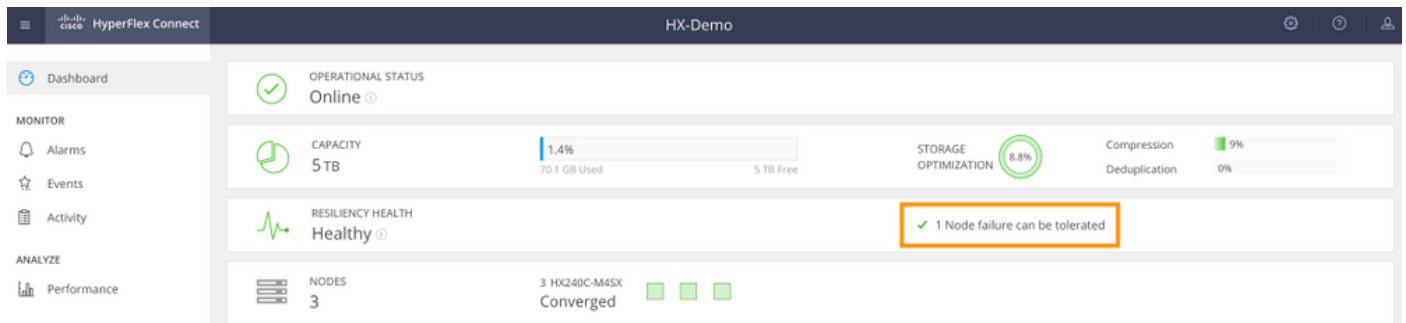 cisco HyperFlex Connect
HX-Demo
Dashboard
MONITOR
Alarms
Events
Activity
ANALYZE
Performance
OPERATIONAL STATUS
Online
CAPACITY
5 TB
1.4%
70.1 GB Used
5 TB Free
STORAGE
OPTIMIZATION
8.8%
Compression
9%
Deduplication
0%
RESILIENCY HEALTH
Healthy
1 Node failure can be tolerated
NODES
3
3 HX240C-M4SX
Converged